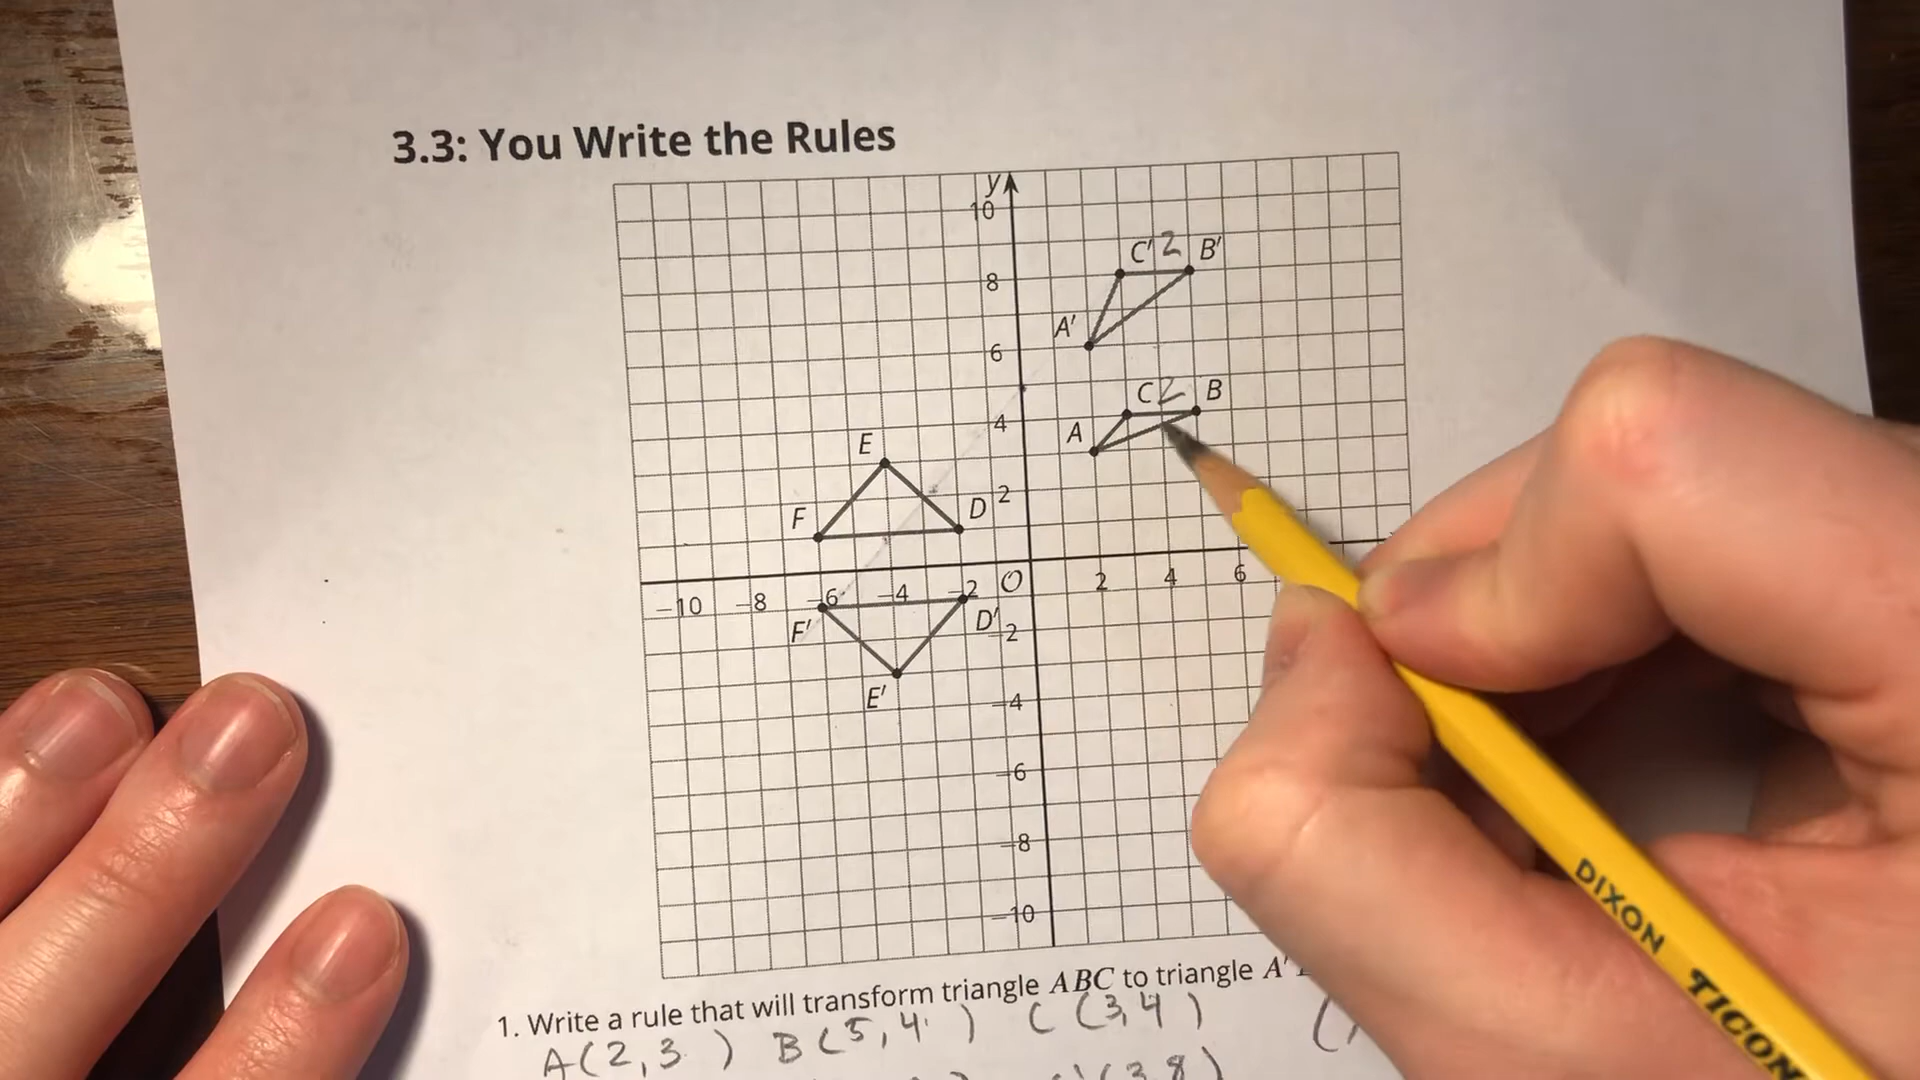 3.3: You Write the Rules
y
10
C' 2 B'
8
A'
6
C 2 B
4
A
E
2
D
F
-10 -8 -6 -4 -2 O 2 4 6
F' D' -2
E'
-4
-6
-8
-10
1. Write a rule that will transform triangle ABC to triangle A'
A(2,3 ) B(5,4 ) C(3,4)
(3,8)
DIXON TICON